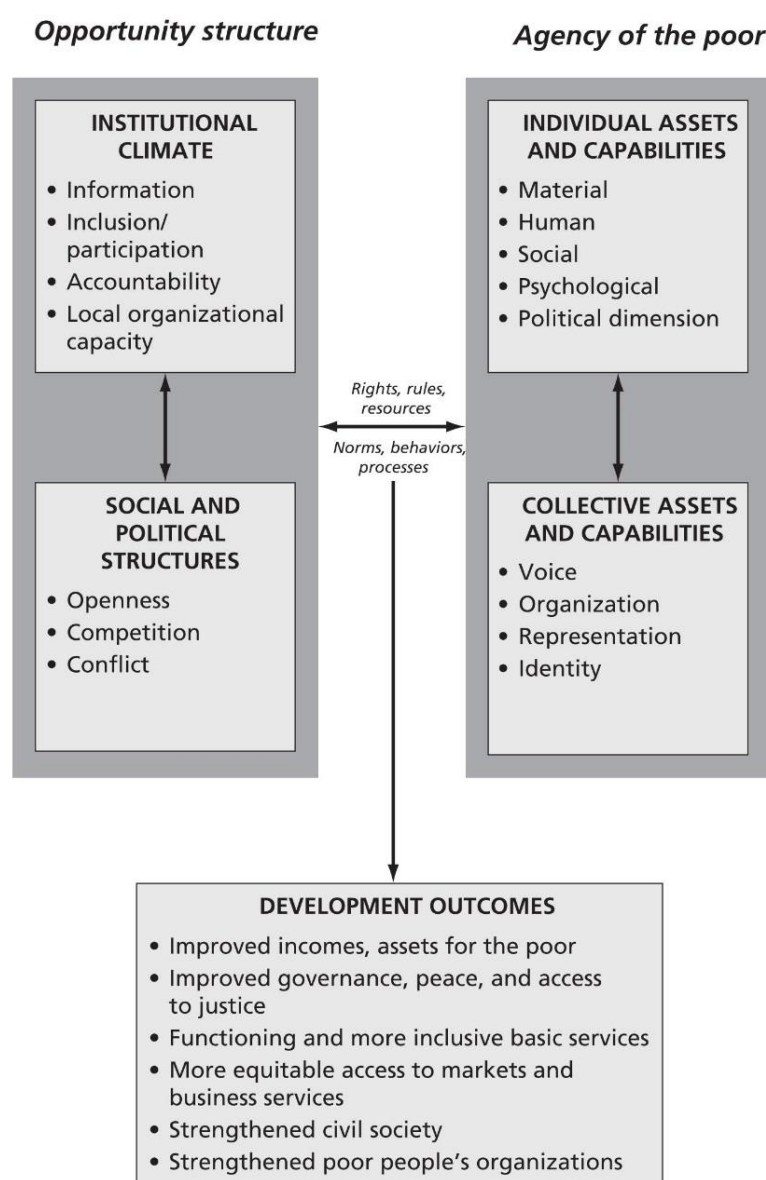 Opportunity structure
INSTITUTIONAL
CLIMATE
• Information
• Inclusion/
participation
• Accountability
• Local organizational
capacity
SOCIAL AND
POLITICAL
STRUCTURES
• Openness
• Competition
• Conflict
Rights, rules,
resources
Norms, behaviors,
processes
Agency of the poor
INDIVIDUAL ASSETS
AND CAPABILITIES
• Material
• Human
• Social
• Psychological
• Political dimension
COLLECTIVE ASSETS
AND CAPABILITIES
• Voice
• Organization
• Representation
• Identity
DEVELOPMENT OUTCOMES
• Improved incomes, assets for the poor
• Improved governance, peace, and access
to justice
• Functioning and more inclusive basic services
• More equitable access to markets and
business services
• Strengthened civil society
• Strengthened poor people’s organizations